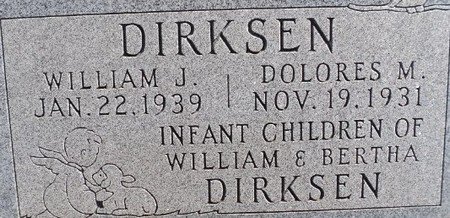 DIRKSEN
WILLIAM J. DOLORES M.
JAN. 22, 1939 NOV. 19. 1931
INFANT CHILDREN OF
WILLIAM & BERTHA
DIRKSEN